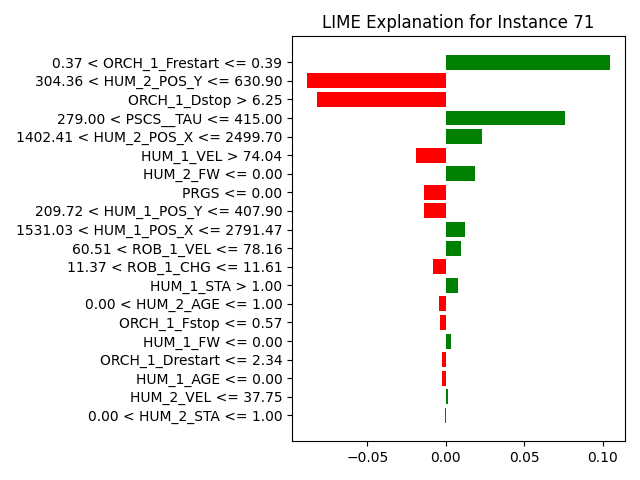 LIME Explanation for Instance 71
0.37 < ORCH_1_Frestart <= 0.39
304.36 < HUM_2_POS_Y <= 630.90
ORCH_1_Dstop > 6.25
279.00 < PSCS__TAU <= 415.00
1402.41 < HUM_2_POS_X <= 2499.70
HUM_1_VEL > 74.04
HUM_2_FW <= 0.00
PRGS <= 0.00
209.72 < HUM_1_POS_Y <= 407.90
1531.03 < HUM_1_POS_X <= 2791.47
60.51 < ROB_1_VEL <= 78.16
11.37 < ROB_1_CHG <= 11.61
HUM_1_STA > 1.00
0.00 < HUM_2_AGE <= 1.00
ORCH_1_Fstop <= 0.57
HUM_1_FW <= 0.00
ORCH_1_Drestart <= 2.34
HUM_1_AGE <= 0.00
HUM_2_VEL <= 37.75
0.00 < HUM_2_STA <= 1.00
−0.05 0.00 0.05 0.10